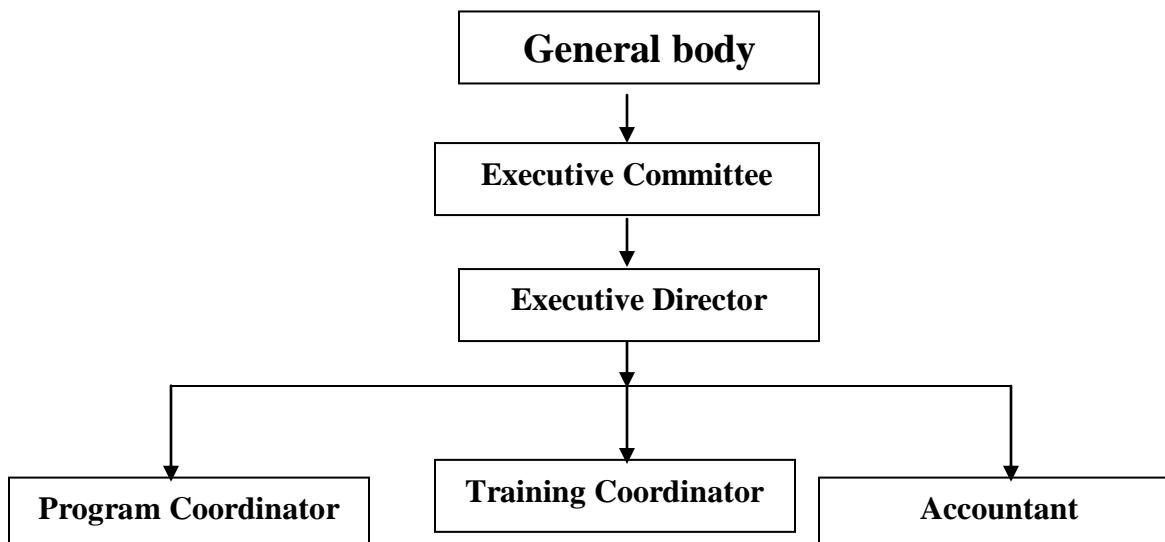 General body
Executive Committee
Executive Director
Program Coordinator
Training Coordinator
Accountant